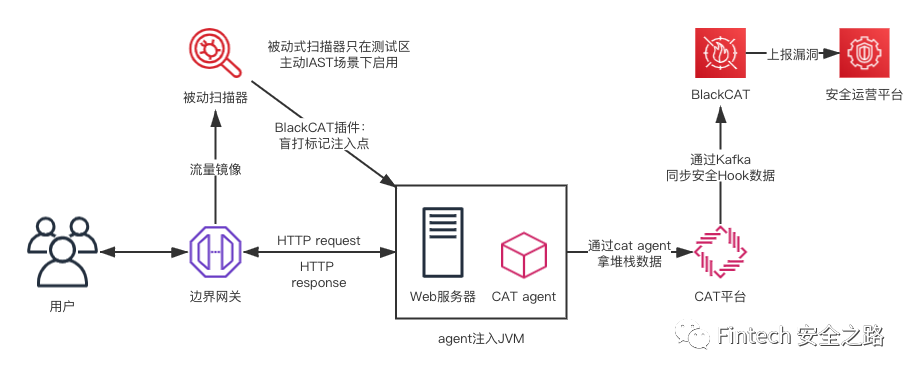 被动式扫描器只在测试区
主动IAST场景下启用
被动扫描器
BlackCAT插件：
盲打标记注入点
流量镜像
BlackCAT
上报漏洞
安全运营平台
通过Kafka
同步安全Hook数据
HTTP request
HTTP
response
用户
边界网关
Web服务器
CAT agent
agent注入JVM
通过cat agent
拿堆栈数据
CAT平台
Fintech 安全之路